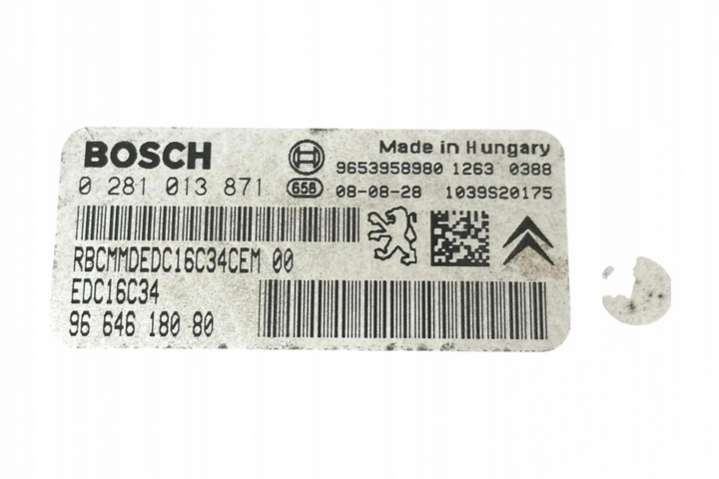 BOSCH
Made in Hungary
9653958980 1263 0388
0 281 013 871
658
08-08-28 1039S20175
RBCMMDEDC16C34CEM 00
EDC16C34
96 646 180 80